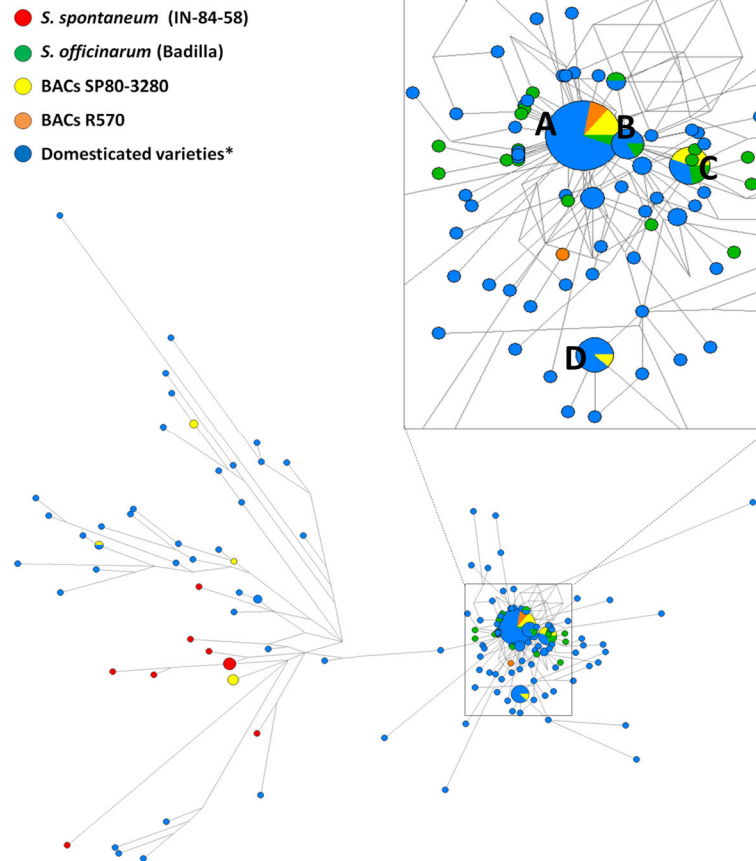 S. spontaneum (IN-84-58)
S. officinarum (Badilla)
BACs SP80-3280
BACs R570
Domesticated varieties*
A
B
C
D